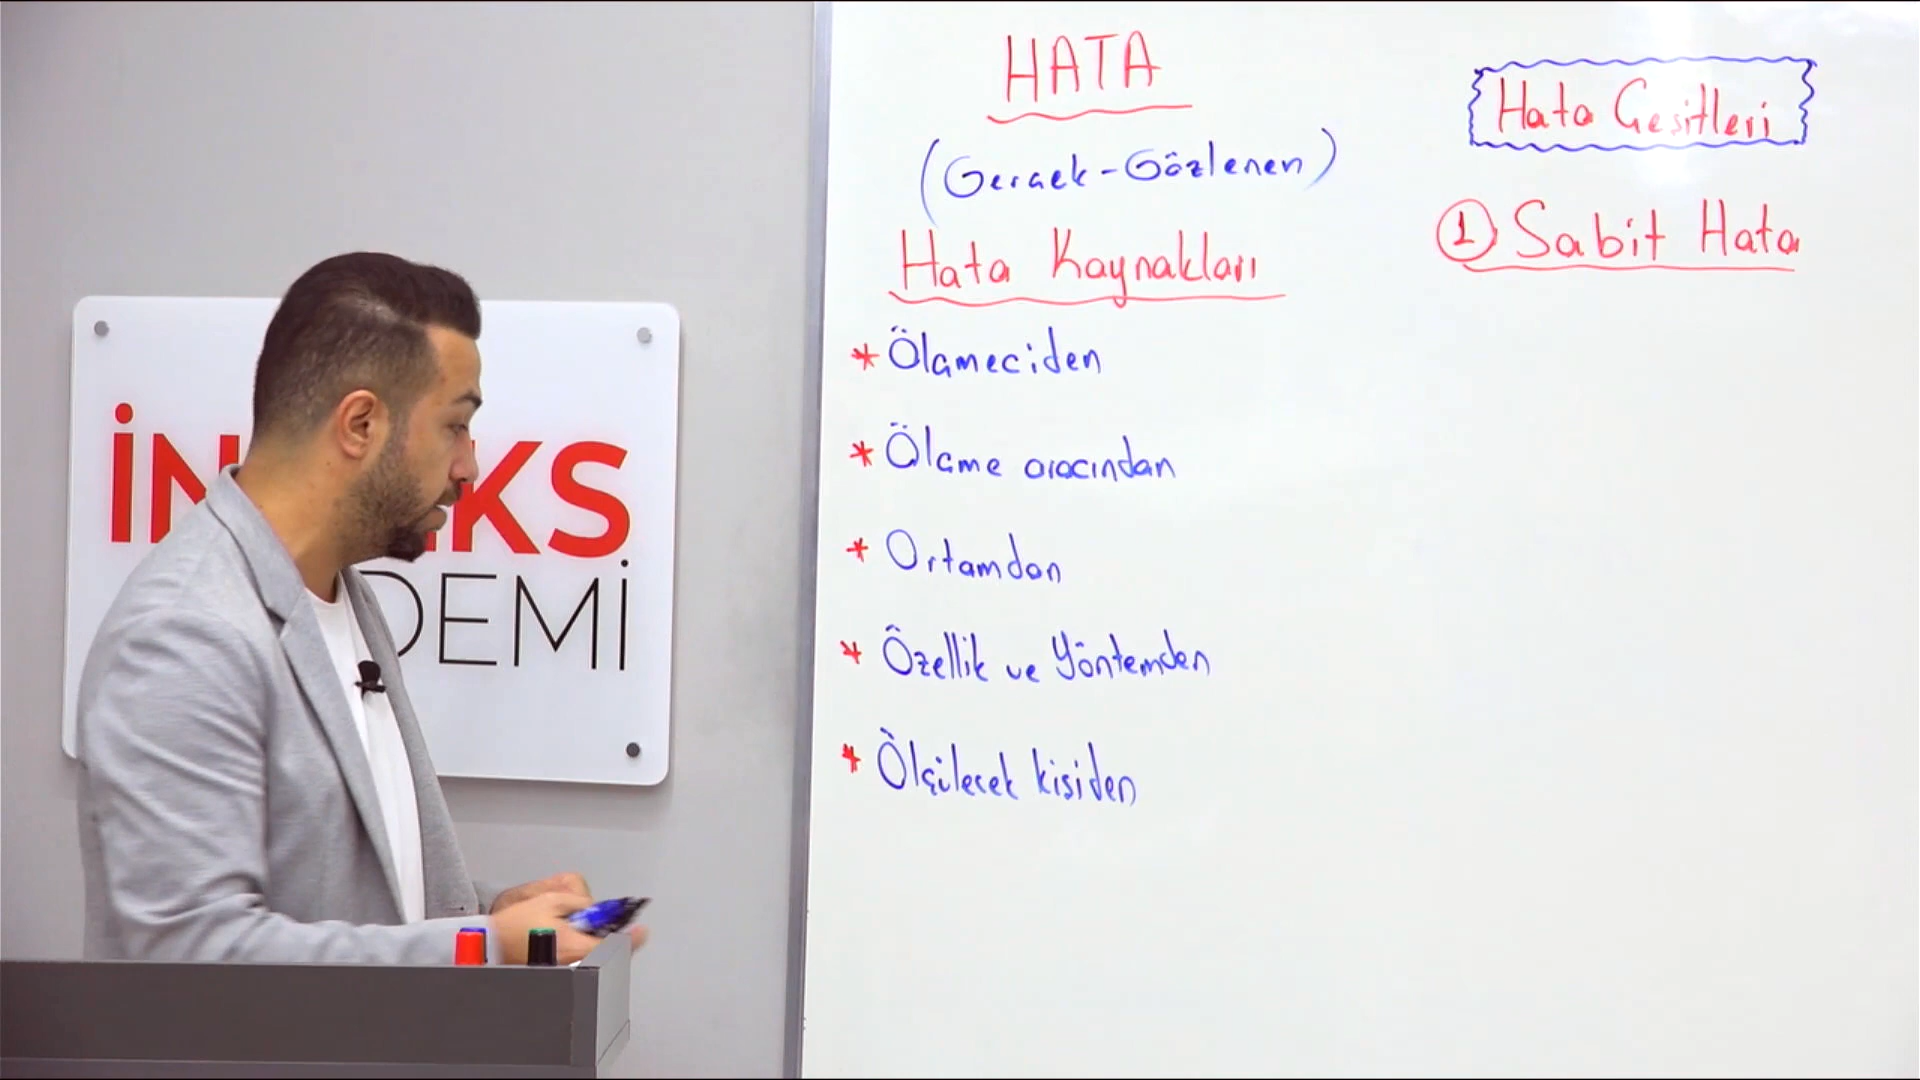 HATA
(Gerçek-Gözlenen)
Hata Kaynakları
* Ölçmeciden
* Ölçme aracından
* Ortamdan
* Özellik ve Yöntemden
* Ölçülecek kişiden
Hata Çeşitleri
1 Sabit Hata
DEMİ